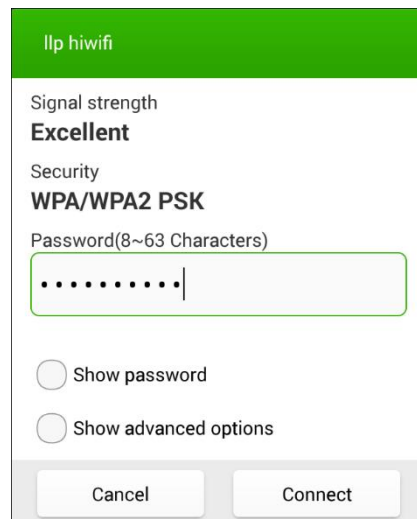 llp hiwifi
Signal strength
Excellent
Security
WPA/WPA2 PSK
Password(8~63 Characters)
••••••••••
Show password
Show advanced options
Cancel
Connect